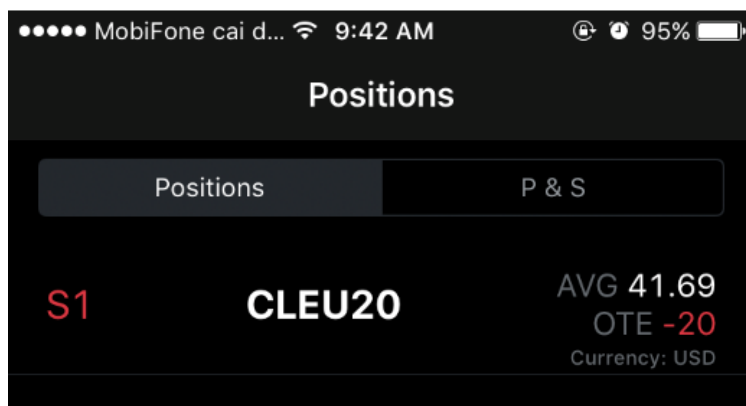 ●●●●● MobiFone cai d... 9:42 AM 95%
Positions
Positions P & S
S1 CLEU20 AVG 41.69
OTE -20
Currency: USD